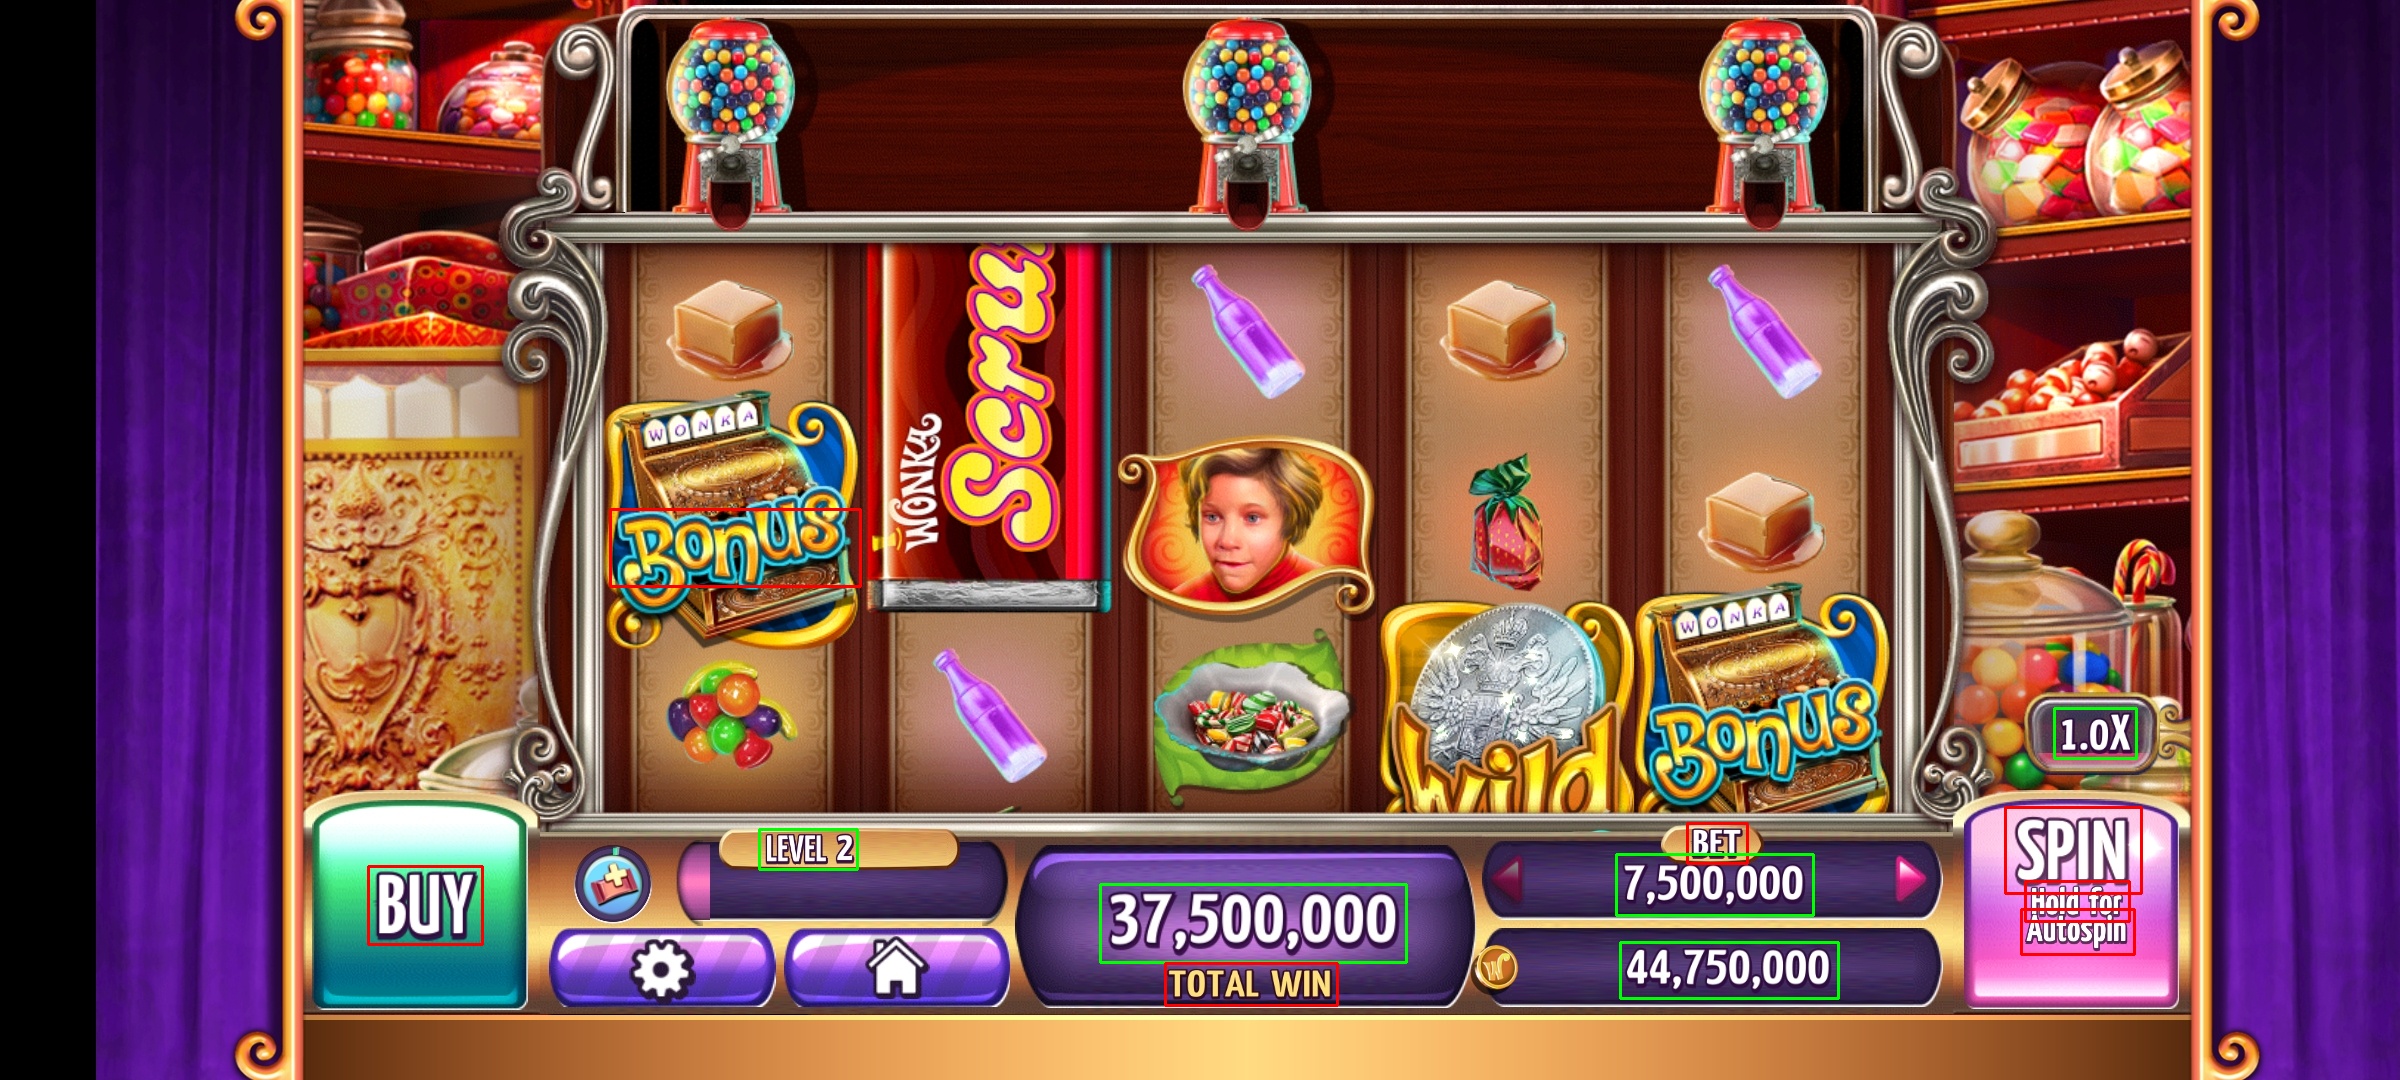 WONKA
Scru
WONKA
Bonus
WONKA
Bonus
Wild
1.0X
LEVEL 2
BET
SPIN
7,500,000
BUY
37,500,000
Hold for
Autospin
44,750,000
TOTAL WIN
W